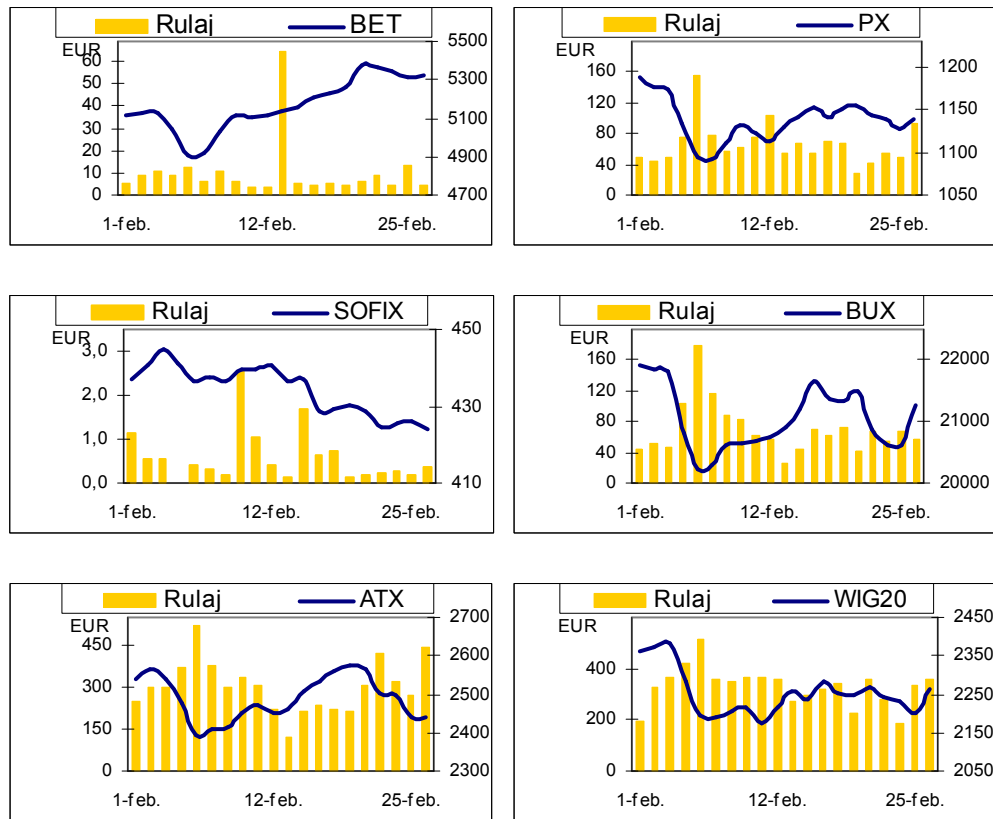 Rulaj BET
EUR
60
50
40
30
20
10
0
5500
5300
5100
4900
4700
1-feb. 12-feb. 25-feb.
Rulaj PX
EUR
160
120
80
40
0
1200
1150
1100
1050
1-feb. 12-feb. 25-feb.
Rulaj SOFIX
EUR
3,0
2,0
1,0
0,0
450
430
410
1-feb. 12-feb. 25-feb.
Rulaj BUX
EUR
160
120
80
40
0
22000
21000
20000
1-feb. 12-feb. 25-feb.
Rulaj ATX
EUR
450
300
150
0
2700
2600
2500
2400
2300
1-feb. 12-feb. 25-feb.
Rulaj WIG20
EUR
400
200
0
2450
2350
2250
2150
2050
1-feb. 12-feb. 25-feb.